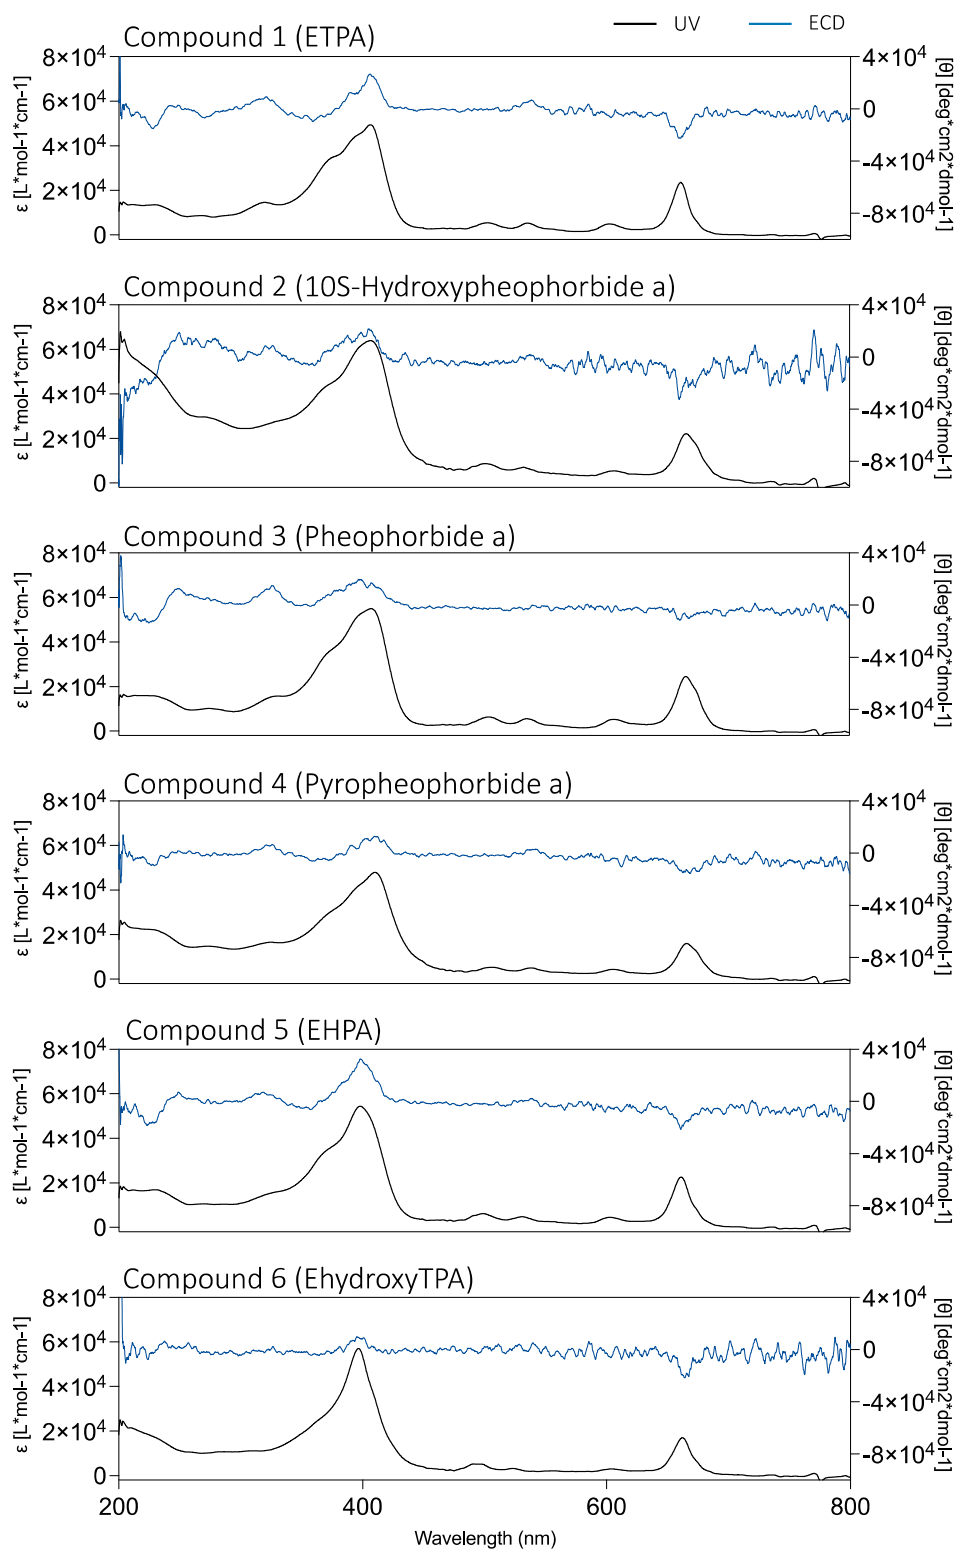 UV ECD
Compound 1 (ETPA)
8×10⁴
6×10⁴
4×10⁴
2×10⁴
0
ε [L*mol-1*cm-1]
4×10⁴
0
-4×10⁴
-8×10⁴
[θ] [deg*cm2*dmol-1]
Compound 2 (10S-Hydroxypheophorbide a)
8×10⁴
6×10⁴
4×10⁴
2×10⁴
0
ε [L*mol-1*cm-1]
4×10⁴
0
-4×10⁴
-8×10⁴
[θ] [deg*cm2*dmol-1]
Compound 3 (Pheophorbide a)
8×10⁴
6×10⁴
4×10⁴
2×10⁴
0
ε [L*mol-1*cm-1]
4×10⁴
0
-4×10⁴
-8×10⁴
[θ] [deg*cm2*dmol-1]
Compound 4 (Pyropheophorbide a)
8×10⁴
6×10⁴
4×10⁴
2×10⁴
0
ε [L*mol-1*cm-1]
4×10⁴
0
-4×10⁴
-8×10⁴
[θ] [deg*cm2*dmol-1]
Compound 5 (EHPA)
8×10⁴
6×10⁴
4×10⁴
2×10⁴
0
ε [L*mol-1*cm-1]
4×10⁴
0
-4×10⁴
-8×10⁴
[θ] [deg*cm2*dmol-1]
Compound 6 (EhydroxyTPA)
8×10⁴
6×10⁴
4×10⁴
2×10⁴
0
ε [L*mol-1*cm-1]
4×10⁴
0
-4×10⁴
-8×10⁴
[θ] [deg*cm2*dmol-1]
200 400 600 800
Wavelength (nm)